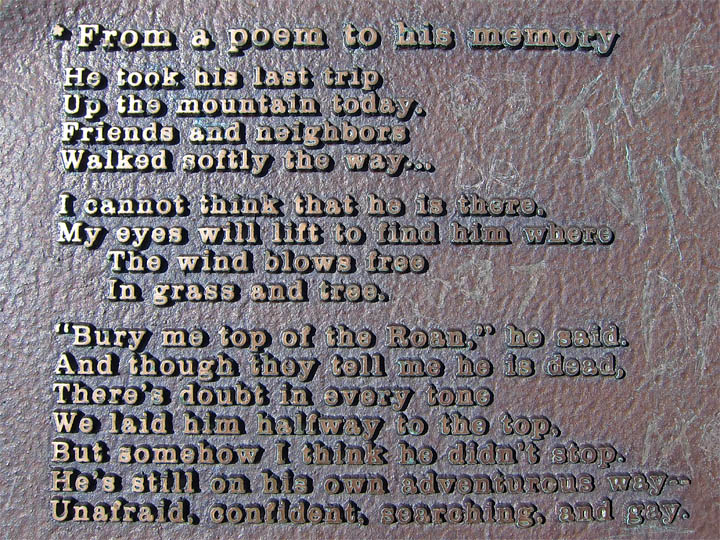 * From a poem to his memory
He took his last trip
Up the mountain today.
Friends and neighbors
Walked softly the way...
I cannot think that he is there.
My eyes will lift to find him where
The wind blows free
In grass and tree.
"Bury me top of the Roan," he said.
And though they tell me he is dead,
There's doubt in every tone
We laid him halfway to the top,
But somehow I think he didn't stop.
He's still on his own adventurous way--
Unafraid, confident, searching, and gay.